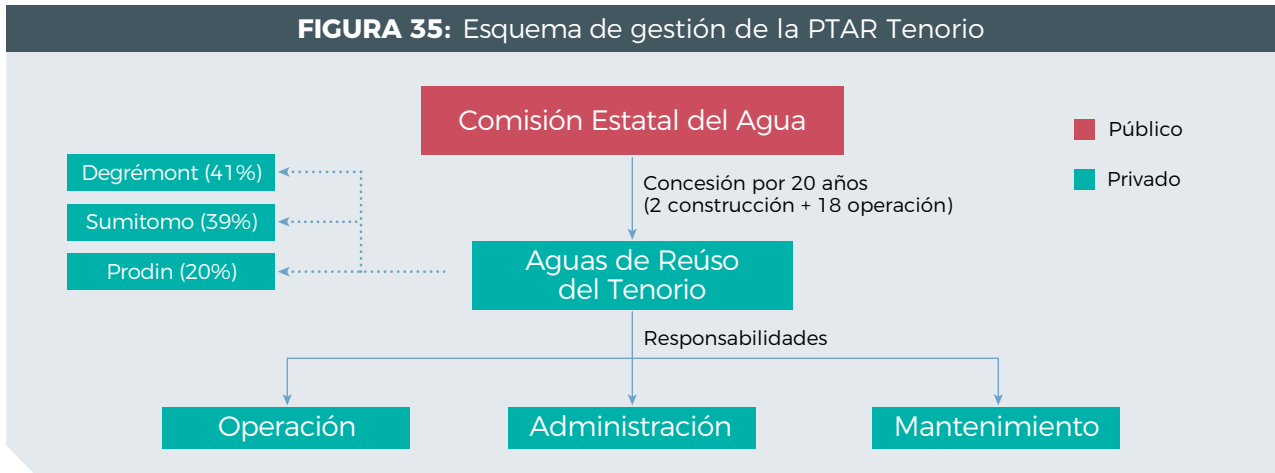 FIGURA 35: Esquema de gestión de la PTAR Tenorio
Comisión Estatal del Agua
Público
Privado
Degrémont (41%)
Sumitomo (39%)
Prodin (20%)
Concesión por 20 años
(2 construcción + 18 operación)
Aguas de Reúso
del Tenorio
Responsabilidades
Operación
Administración
Mantenimiento